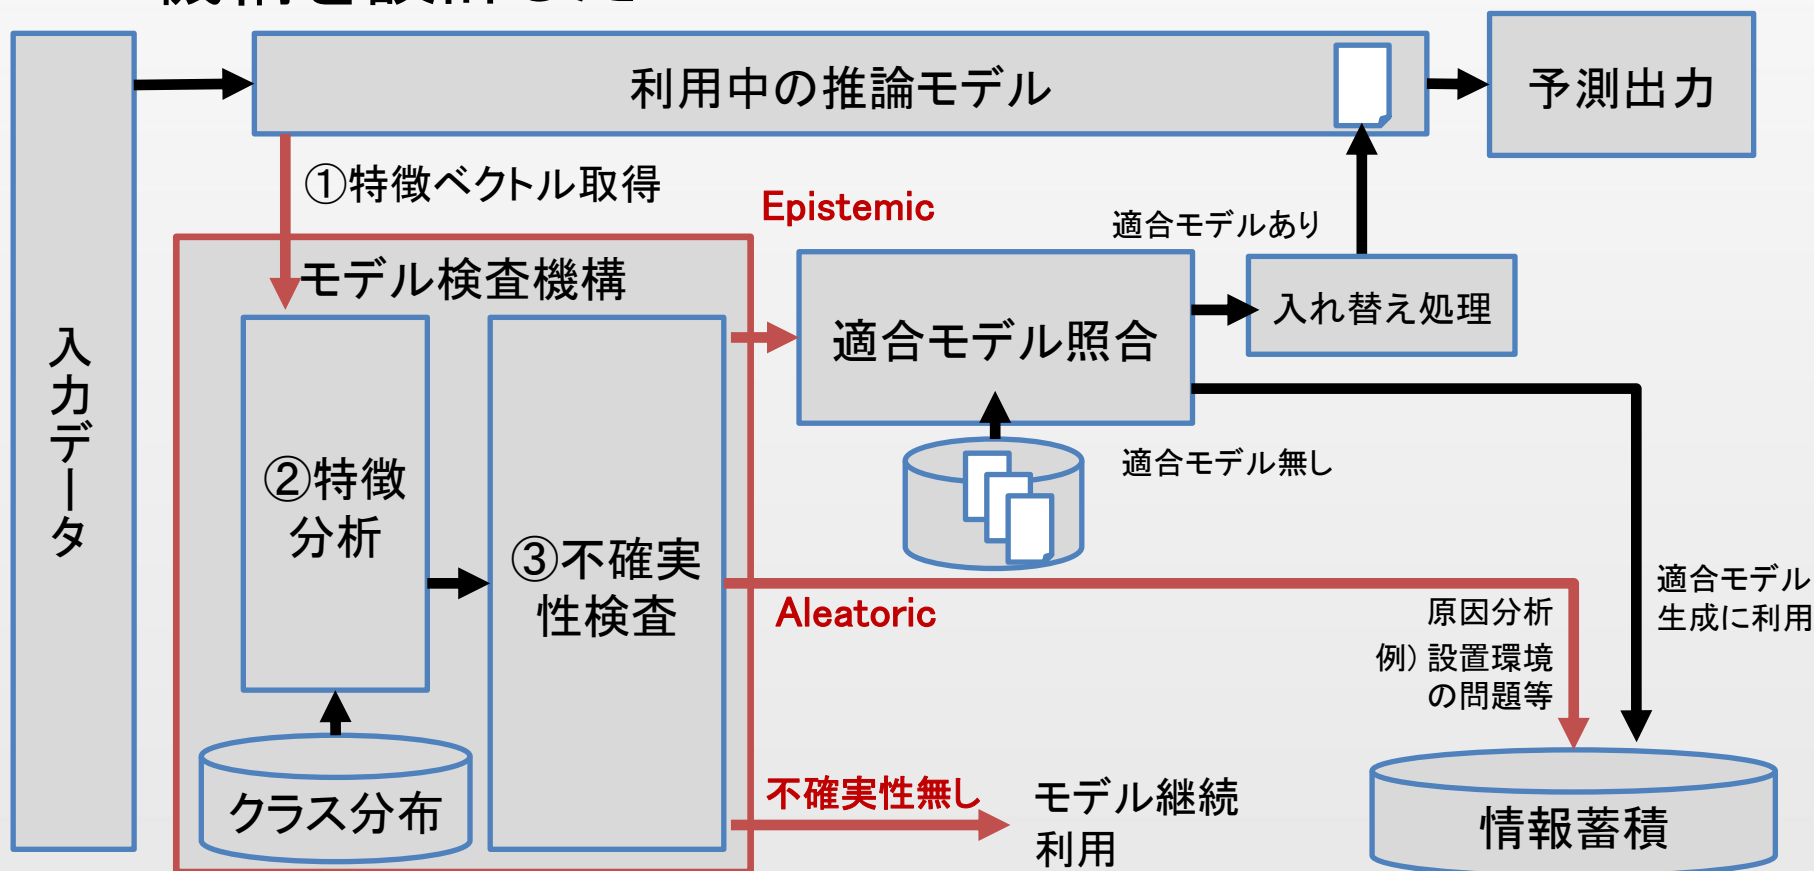 入力データ
利用中の推論モデル
予測出力
①特徴ベクトル取得
Epistemic
適合モデルあり
モデル検査機構
入れ替え処理
適合モデル照合
②特徴
分析
適合モデル無し
③不確実
性検査
Aleatoric
原因分析
例）設置環境
の問題等
適合モデル
生成に利用
クラス分布
不確実性無し
モデル継続
利用
情報蓄積